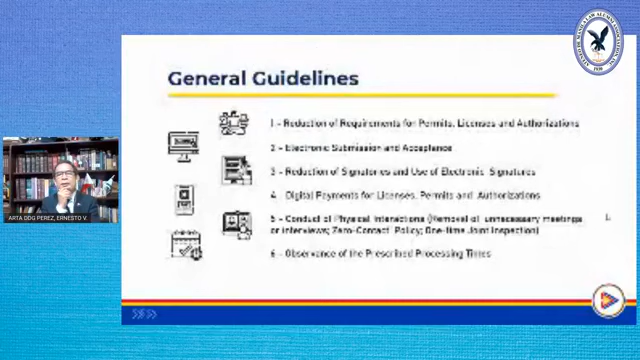 General Guidelines
1 - Reduction of Requirements for Permits, Licenses and Authorizations
2 - Electronic Submission and Acceptance
3 - Reduction of Signatories and Use of Electronic Signatures
4 - Digital Payments for Licenses, Permits and Authorizations
5 - Conduct of Physical Interactions (Removal of unnecessary meetings
or interviews; Zero-Contact Policy; One-time Joint Inspection)
6 - Observance of the Prescribed Processing Times
ARTA DDG PEREZ, ERNESTO V.